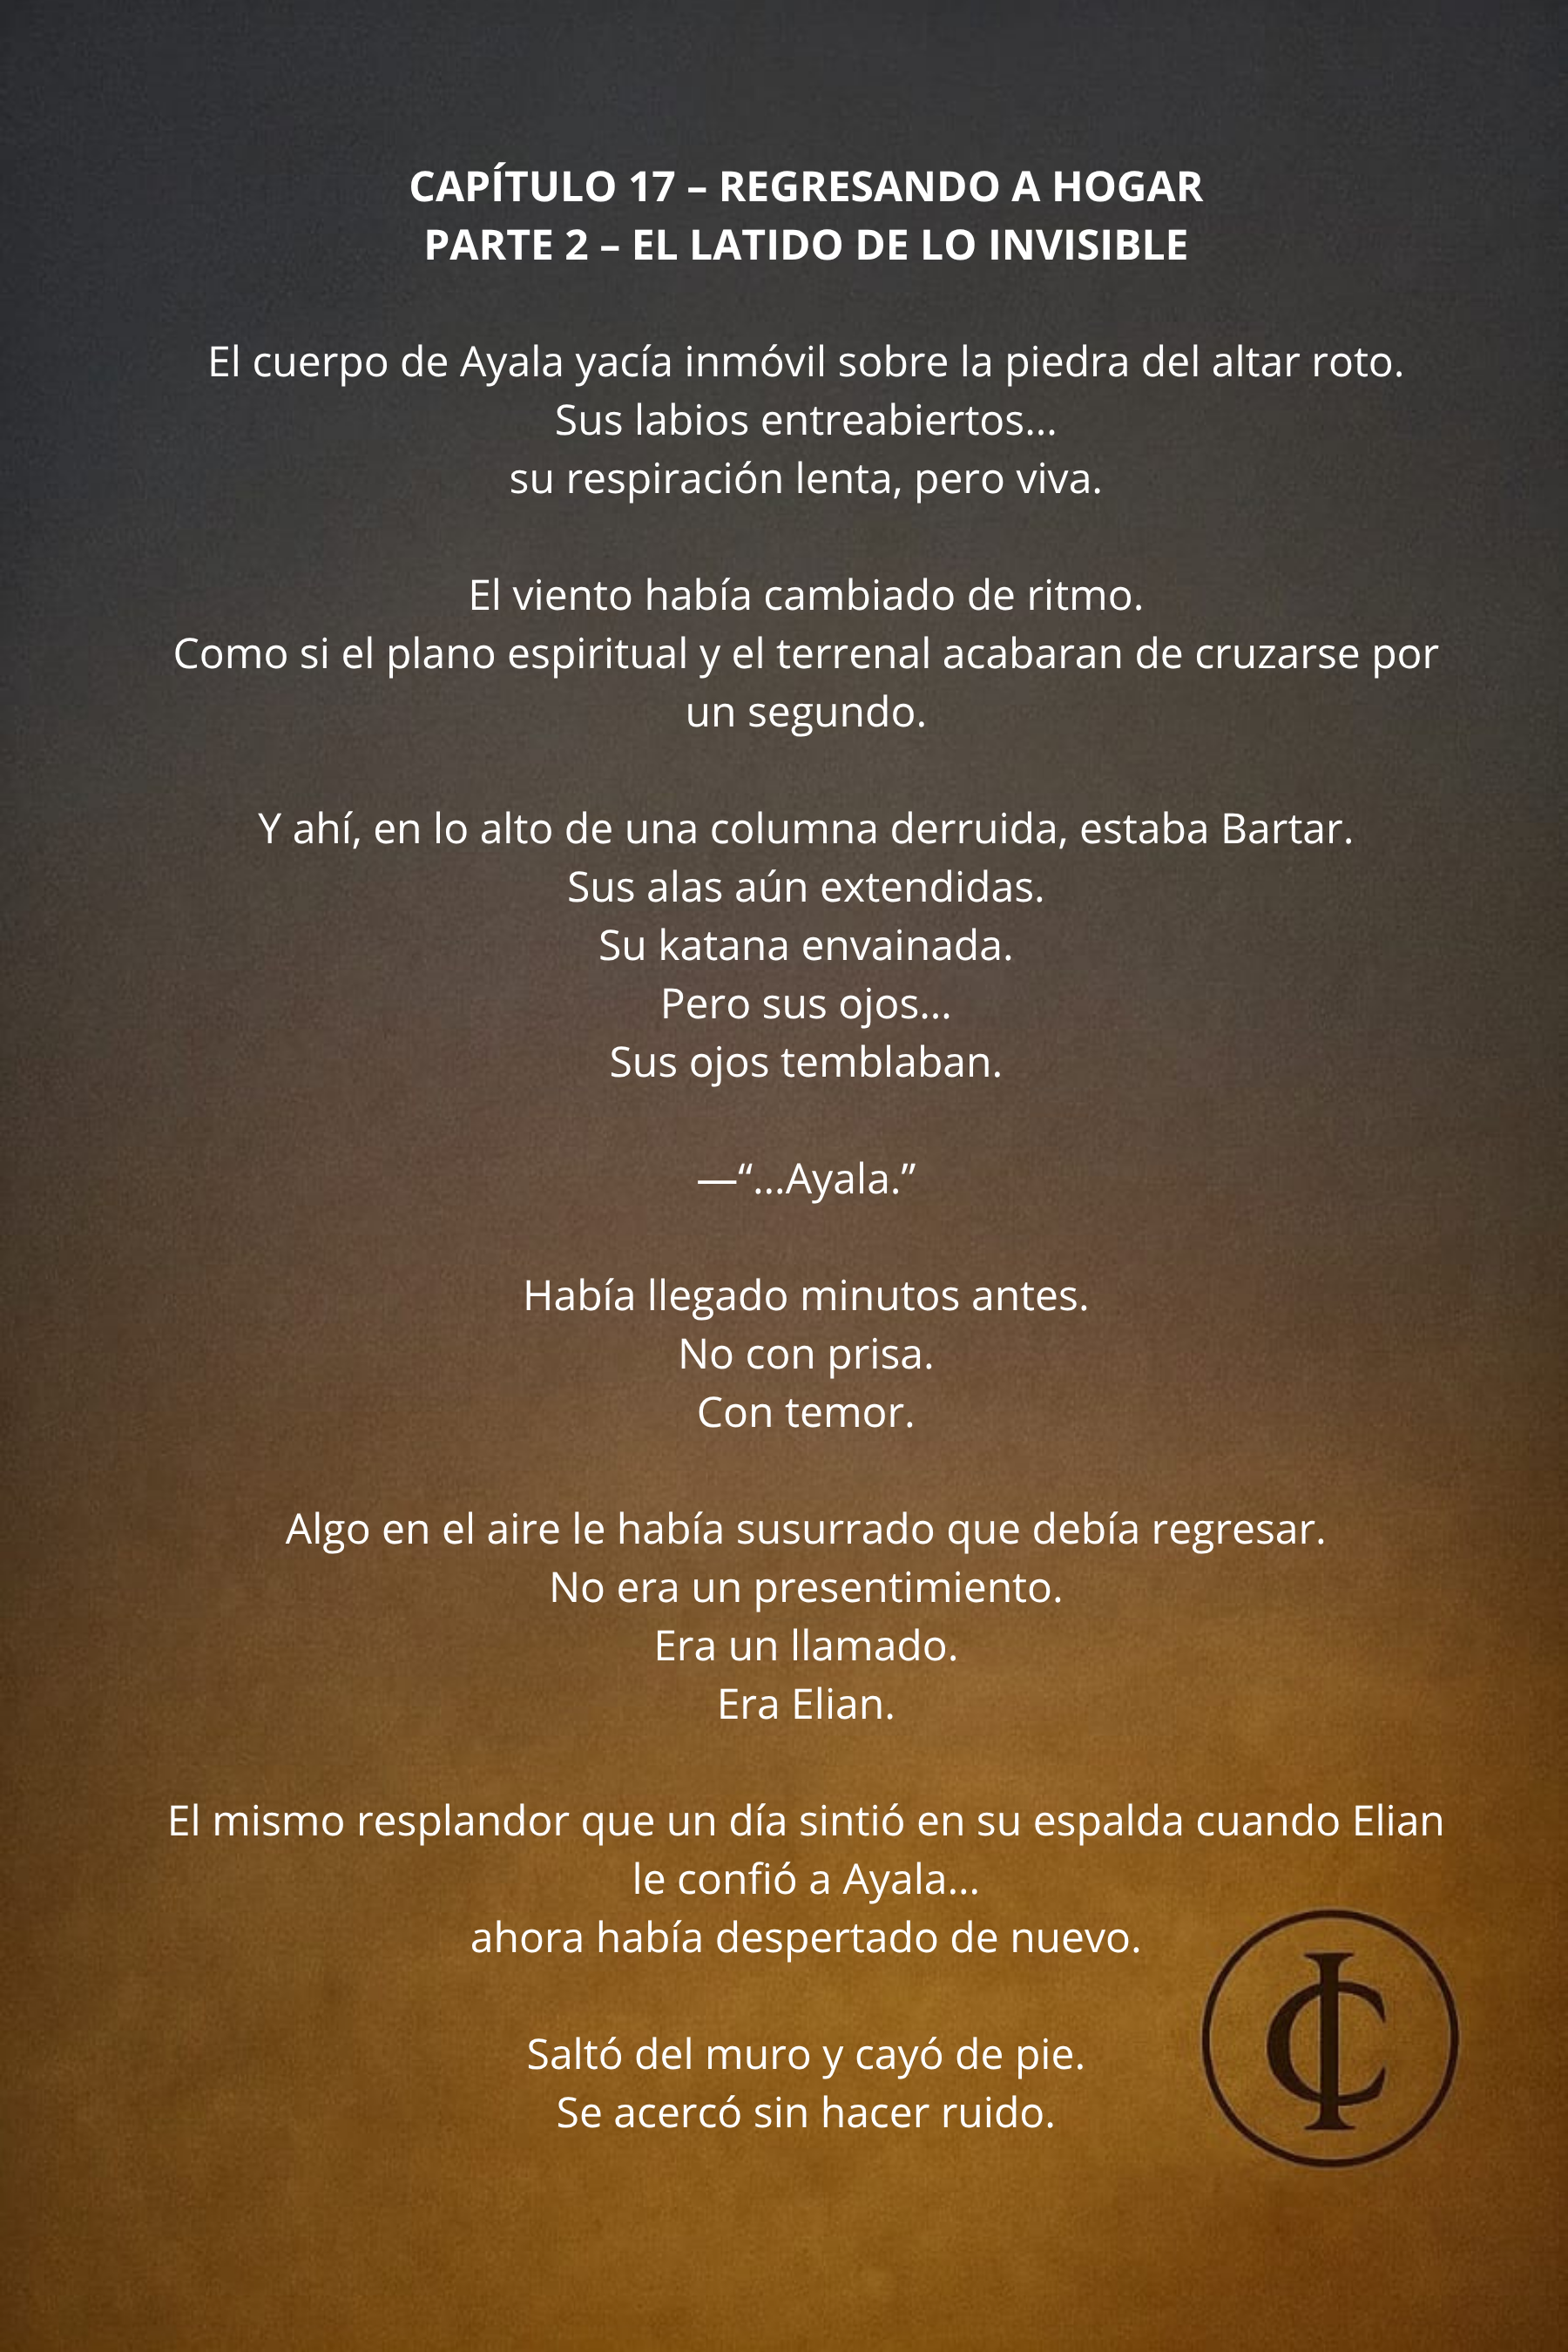 CAPÍTULO 17 – REGRESANDO A HOGAR
PARTE 2 – EL LATIDO DE LO INVISIBLE
El cuerpo de Ayala yacía inmóvil sobre la piedra del altar roto.
Sus labios entreabiertos…
su respiración lenta, pero viva.
El viento había cambiado de ritmo.
Como si el plano espiritual y el terrenal acabaran de cruzarse por
un segundo.
Y ahí, en lo alto de una columna derruida, estaba Bartar.
Sus alas aún extendidas.
Su katana envainada.
Pero sus ojos…
Sus ojos temblaban.
—“…Ayala.”
Había llegado minutos antes.
No con prisa.
Con temor.
Algo en el aire le había susurrado que debía regresar.
No era un presentimiento.
Era un llamado.
Era Elian.
El mismo resplandor que un día sintió en su espalda cuando Elian
le confió a Ayala…
ahora había despertado de nuevo.
Saltó del muro y cayó de pie.
Se acercó sin hacer ruido.
IC